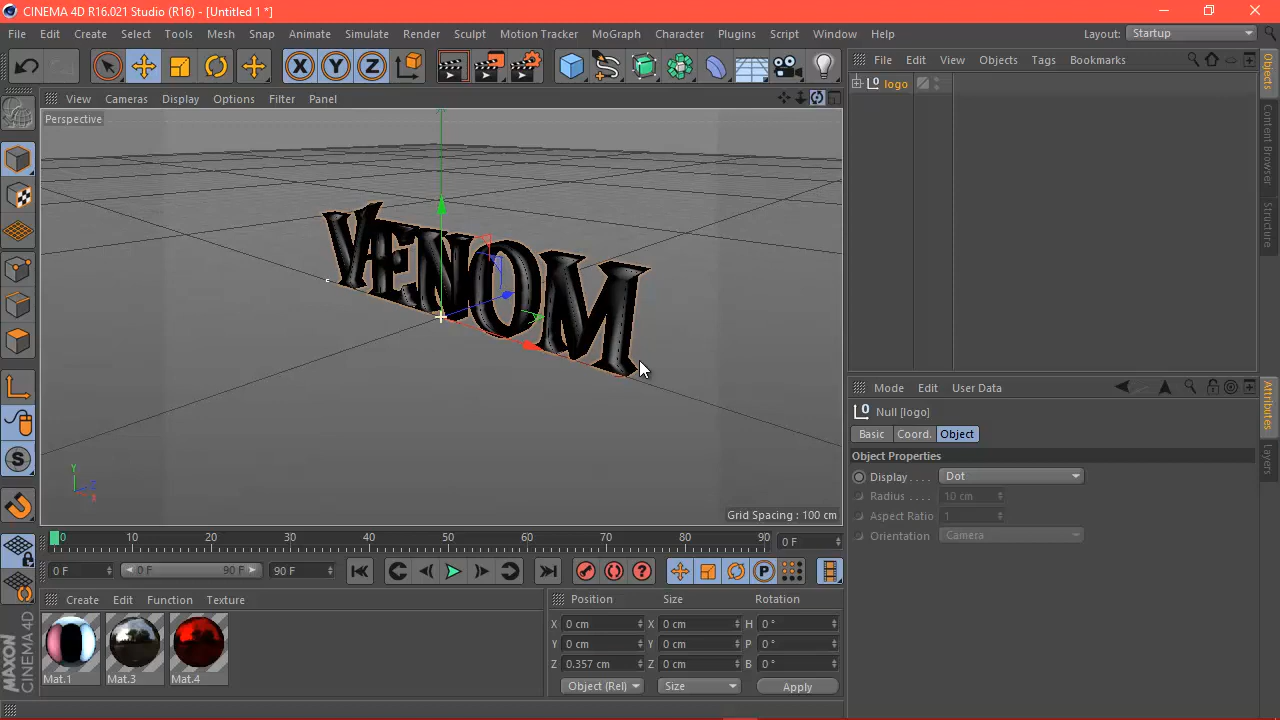 CINEMA 4D R16.021 Studio (R16) - [Untitled 1 *]
File Edit Create Select Tools Mesh Snap Animate Simulate Render Sculpt Motion Tracker MoGraph Character Plugins Script Window Help Layout: Startup
X Y Z
File Edit View Objects Tags Bookmarks
View Cameras Display Options Filter Panel
logo
Perspective
VENOM
Y
Z
X
Grid Spacing : 100 cm
Objects
Content Browser
Structure
Mode Edit User Data
Null [logo]
Basic Coord. Object
Object Properties
Display . . . . Dot
Radius . . . . 10 cm
Aspect Ratio 1
Orientation Camera
Attributes
Layers
0 10 20 30 40 50 60 70 80 90 0 F
0 F 0 F 90 F 90 F
Create Edit Function Texture
Mat.1 Mat.3 Mat.4
Position Size Rotation
X 0 cm X 0 cm H 0 °
Y 0 cm Y 0 cm P 0 °
Z 0.357 cm Z 0 cm B 0 °
Object (Rel) Size Apply
MAXON CINEMA 4D